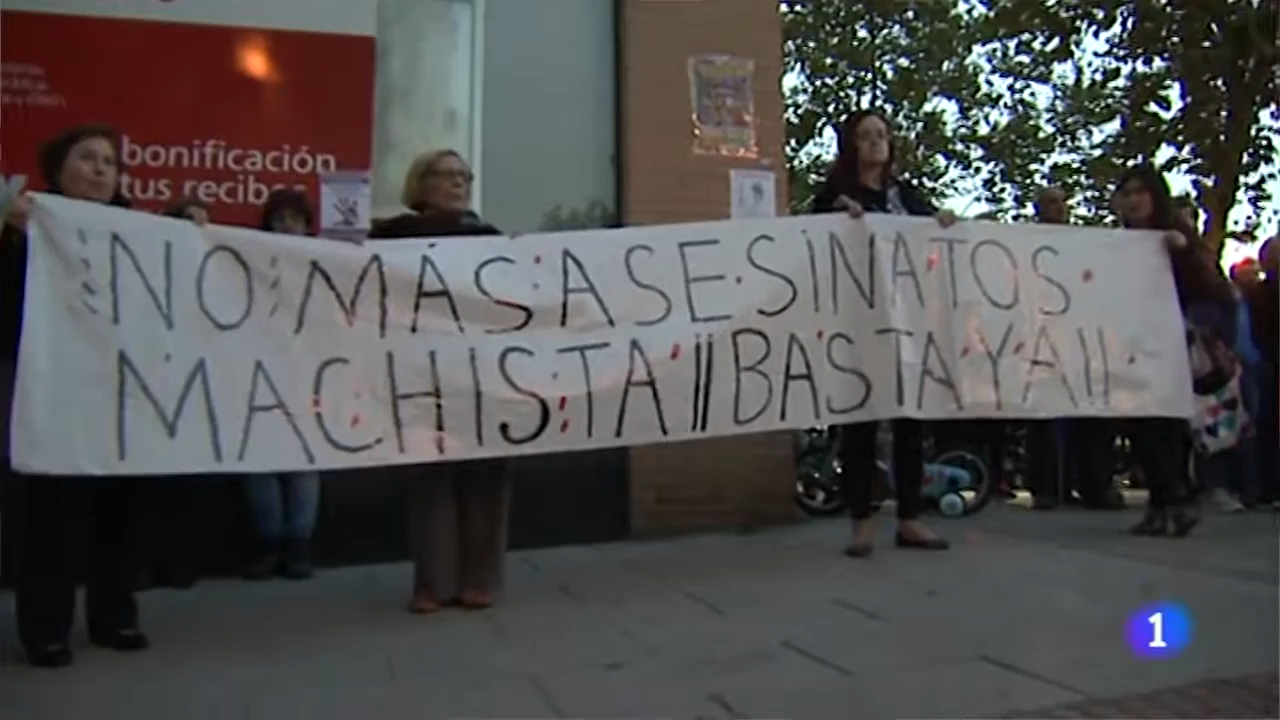 bonificación
tus recibos
¡NO MÁS ASESINATOS
MACHISTA!! BASTA YA!!
1